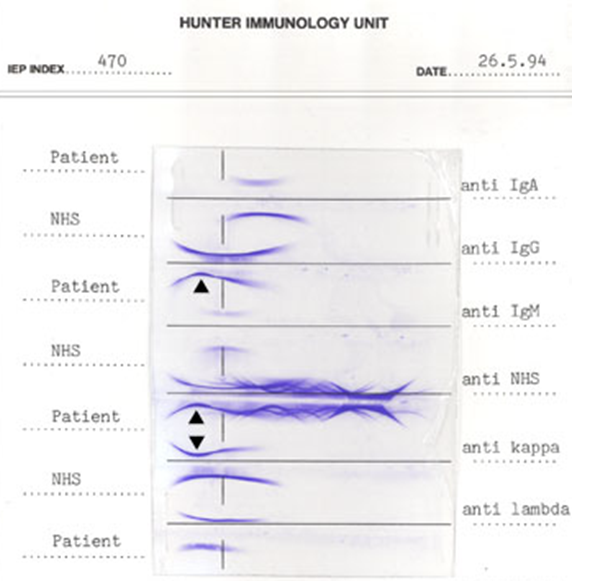 HUNTER IMMUNOLOGY UNIT
IEP INDEX.....470..............
DATE.....26.5.94..............
Patient
anti IgA
NHS
anti IgG
Patient
anti IgM
NHS
anti NHS
Patient
anti kappa
NHS
anti lambda
Patient